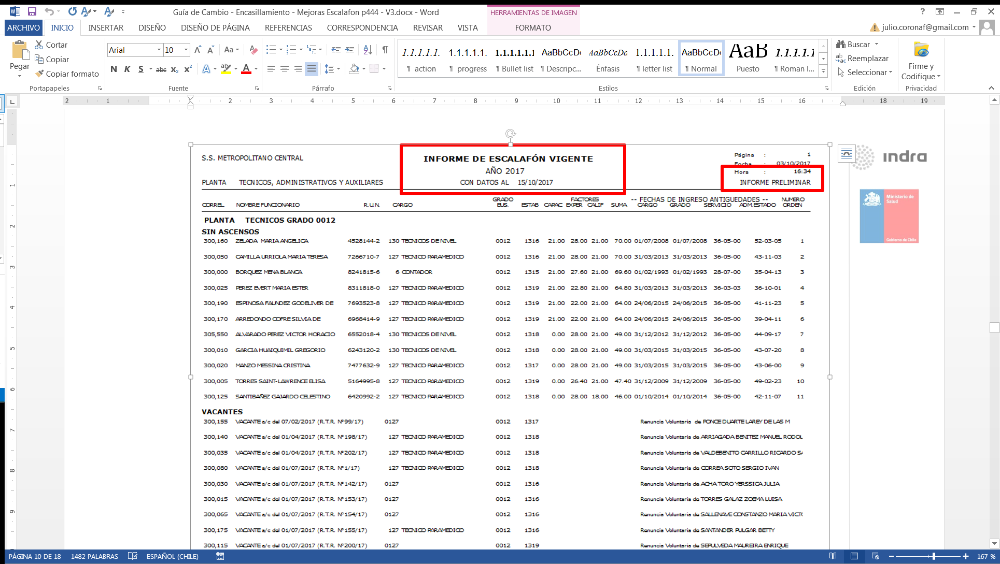 Guía de Cambio - Encasillamiento - Mejoras Escalafon p444 - V3.docx - Word
HERRAMIENTAS DE IMAGEN
ARCHIVO INICIO INSERTAR DISEÑO DISEÑO DE PÁGINA REFERENCIAS CORRESPONDENCIA REVISAR VISTA FORMATO
julio.coronaf@gmail.com
Pegar
Cortar
Copiar
Copiar formato
Portapapeles
Arial 10
N K S abc x₂ x²
Fuente
Párrafo
1.1.1.1.1. 1.1.1.1.1. 1.1.1.1.1 AaBbCcD AaBbCcDa 1.1.1.1.1. AaBbCcD AaB 1.1.1.1.1
¶ action ¶ progress ¶ Bullet list ¶ Descripc... Énfasis ¶ letter list ¶ Normal Puesto ¶ Roman l...
Estilos
Buscar
Reemplazar
Seleccionar
Edición
Firme y
Codifique
Privacidad
2 1 2 3 4 5 6 7 8 9 10 11 12 13 14 15 16 18 19
S.S. METROPOLITANO CENTRAL INFORME DE ESCALAFÓN VIGENTE Página : 1
AÑO 2017 Fecha : 03/10/2017
Hora : 16:34
PLANTA TECNICOS, ADMINISTRATIVOS Y AUXILIARES CON DATOS AL 15/10/2017 INFORME PRELIMINAR
indra
Ministerio de
Salud
Gobierno de Chile
GRADO FACTORES -- FECHAS DE INGRESO ANTIGUEDADES -- NUMERO
CORREL NOMBRE FUNCIONARIO R.U.N. CARGO EUS. ESTAB CAPAC EXPER CALIF SUMA CARGO GRADO SERVICIO ADM.ESTADO ORDEN
PLANTA TECNICOS GRADO 0012
SIN ASCENSOS
300,160 ZELADA MARIA ANGELICA 4528144-2 130 TECNICOS DE NIVEL 0012 1316 21.00 28.00 21.00 70.00 01/07/2008 01/07/2008 36-05-00 52-03-05 1
300,050 CAMILLA URRIOLA MARIA TERESA 7266710-7 127 TECNICO PARAMEDICO 0012 1316 21.00 28.00 21.00 70.00 31/03/2013 31/03/2013 36-05-00 43-11-03 2
300,000 BORQUEZ MENA BLANCA 8241815-6 6 CONTADOR 0012 1315 21.00 27.60 21.00 69.60 01/02/1993 01/02/1993 28-07-00 35-04-13 3
300,025 PEREZ EVERT MARIA ESTER 8311818-0 127 TECNICO PARAMEDICO 0012 1319 21.00 22.80 21.00 64.80 31/03/2013 31/03/2013 36-03-03 36-10-01 4
300,190 ESPINOSA FAUNDEZ GODELIVER DE 7693523-8 127 TECNICO PARAMEDICO 0012 1319 21.00 22.00 21.00 64.00 24/06/2015 24/06/2015 36-05-00 41-11-23 5
300,170 ARREDONDO COFRE SILVIA DE 6968414-9 127 TECNICO PARAMEDICO 0012 1319 21.00 22.00 21.00 64.00 24/06/2015 24/06/2015 36-05-00 39-04-11 6
305,550 ALVARADO PEREZ VICTOR HORACIO 6552018-4 130 TECNICOS DE NIVEL 0012 1318 0.00 28.00 21.00 49.00 31/12/2012 31/12/2012 36-05-00 44-09-17 7
300,010 GARCIA HUAIQUIMIL GREGORIO 6243120-2 130 TECNICOS DE NIVEL 0012 1318 0.00 28.00 21.00 49.00 31/03/2015 31/03/2015 36-05-00 43-07-20 8
300,020 MANZO MESSINA CRISTINA 7477632-9 127 TECNICO PARAMEDICO 0012 1317 0.00 28.00 21.00 49.00 31/03/2015 31/03/2015 36-05-00 43-06-00 9
300,005 TORRES SAINT-LAWRENCE ELISA 5164995-8 127 TECNICO PARAMEDICO 0012 1319 0.00 26.40 21.00 47.40 31/12/2009 31/12/2009 36-05-00 49-02-23 10
300,125 SANTIBAÑEZ GAJARDO CELESTINO 6420992-2 127 TECNICO PARAMEDICO 0012 1318 0.00 28.00 18.00 46.00 01/10/2014 01/10/2014 36-05-00 42-11-07 11
VACANTES
300,155 VACANTE a/c del 07/02/2017 (R.T.R. Nº99/17) 0127 0012 1317 Renuncia Voluntaria de PONCE DUARTE LAREY DE LAS M
300,140 VACANTE a/c del 01/04/2017 (R.T.R. Nº198/17) 127 TECNICO PARAMEDICO 0012 1318 Renuncia Voluntaria de ARRIAGADA BENITEZ MANUEL RODOL
300,035 VACANTE a/c del 01/04/2017 (R.T.R. Nº202/17) 127 TECNICO PARAMEDICO 0012 1318 Renuncia Voluntaria de VALDEBENITO CARRILLO RICARDO SA
300,080 VACANTE a/c del 01/07/2017 (R.T.R. Nº1/17) 127 TECNICO PARAMEDICO 0012 1318 Renuncia Voluntaria de CORREA SOTO SERGIO IVAN
300,030 VACANTE a/c del 01/07/2017 (R.T.R. Nº142/17) 0127 0012 1316 Renuncia Voluntaria de ACHA TORO YERSSICA JULIA
300,015 VACANTE a/c del 01/07/2017 (R.T.R. Nº153/17) 0127 0012 1316 Renuncia Voluntaria de TORRES GALAZ ZOEMA LUISA
300,065 VACANTE a/c del 01/07/2017 (R.T.R. Nº154/17) 0127 0012 1316 Renuncia Voluntaria de SALLENAVE CONSTANZO MARIA VICTO
300,175 VACANTE a/c del 01/07/2017 (R.T.R. Nº155/17) 127 TECNICO PARAMEDICO 0012 1316 Renuncia Voluntaria de SANTANDER PULGAR BETTY
300,115 VACANTE a/c del 01/07/2017 (R.T.R. Nº200/17) 0127 0012 1319 Renuncia Voluntaria de SEPULVEDA MAUREIRA ENRIQUE
PÁGINA 10 DE 18 1482 PALABRAS ESPAÑOL (CHILE) 167 %